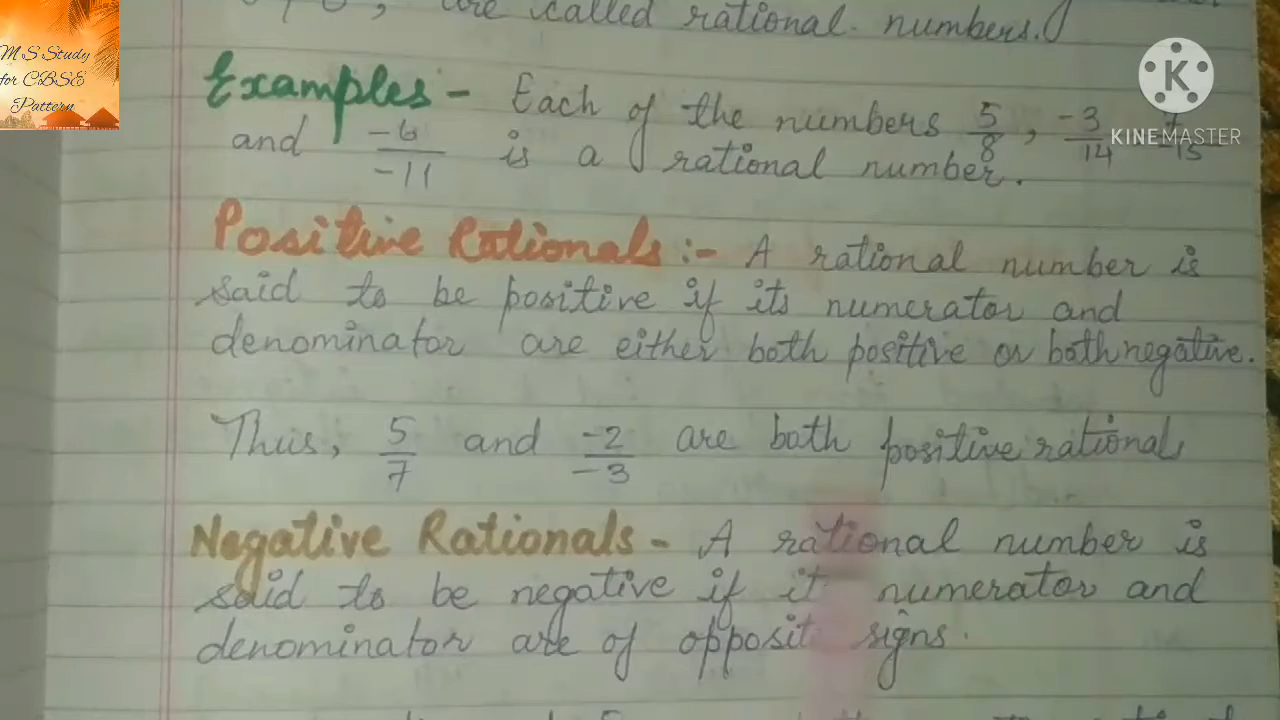 M S Study
for CBSE
Pattern
are called rational numbers.
KINEMASTER
Examples - Each of the numbers 5/8, -3/14
and -6/-11 is a rational number.
Positive Rationals :- A rational number is
said to be positive if its numerator and
denominator are either both positive or both negative.
Thus, 5/7 and -2/-3 are both positive rational
Negative Rationals - A rational number is
said to be negative if it numerator and
denominator are of opposit signs.